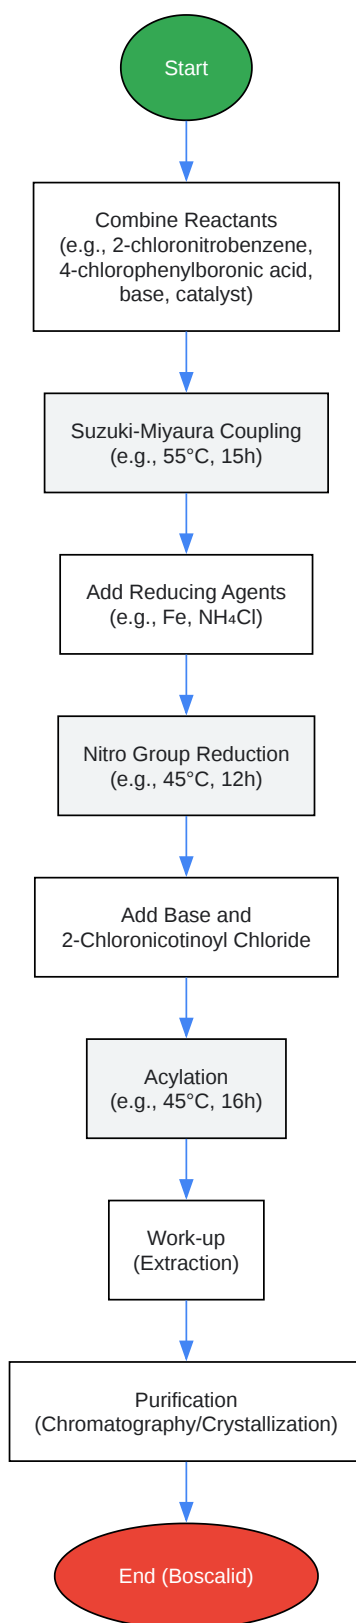 Start
Combine Reactants
(e.g., 2-chloronitrobenzene,
4-chlorophenylboronic acid,
base, catalyst)
Suzuki-Miyaura Coupling
(e.g., 55°C, 15h)
Add Reducing Agents
(e.g., Fe, NH₄Cl)
Nitro Group Reduction
(e.g., 45°C, 12h)
Add Base and
2-Chloronicotinoyl Chloride
Acylation
(e.g., 45°C, 16h)
Work-up
(Extraction)
Purification
(Chromatography/Crystallization)
End (Boscalid)